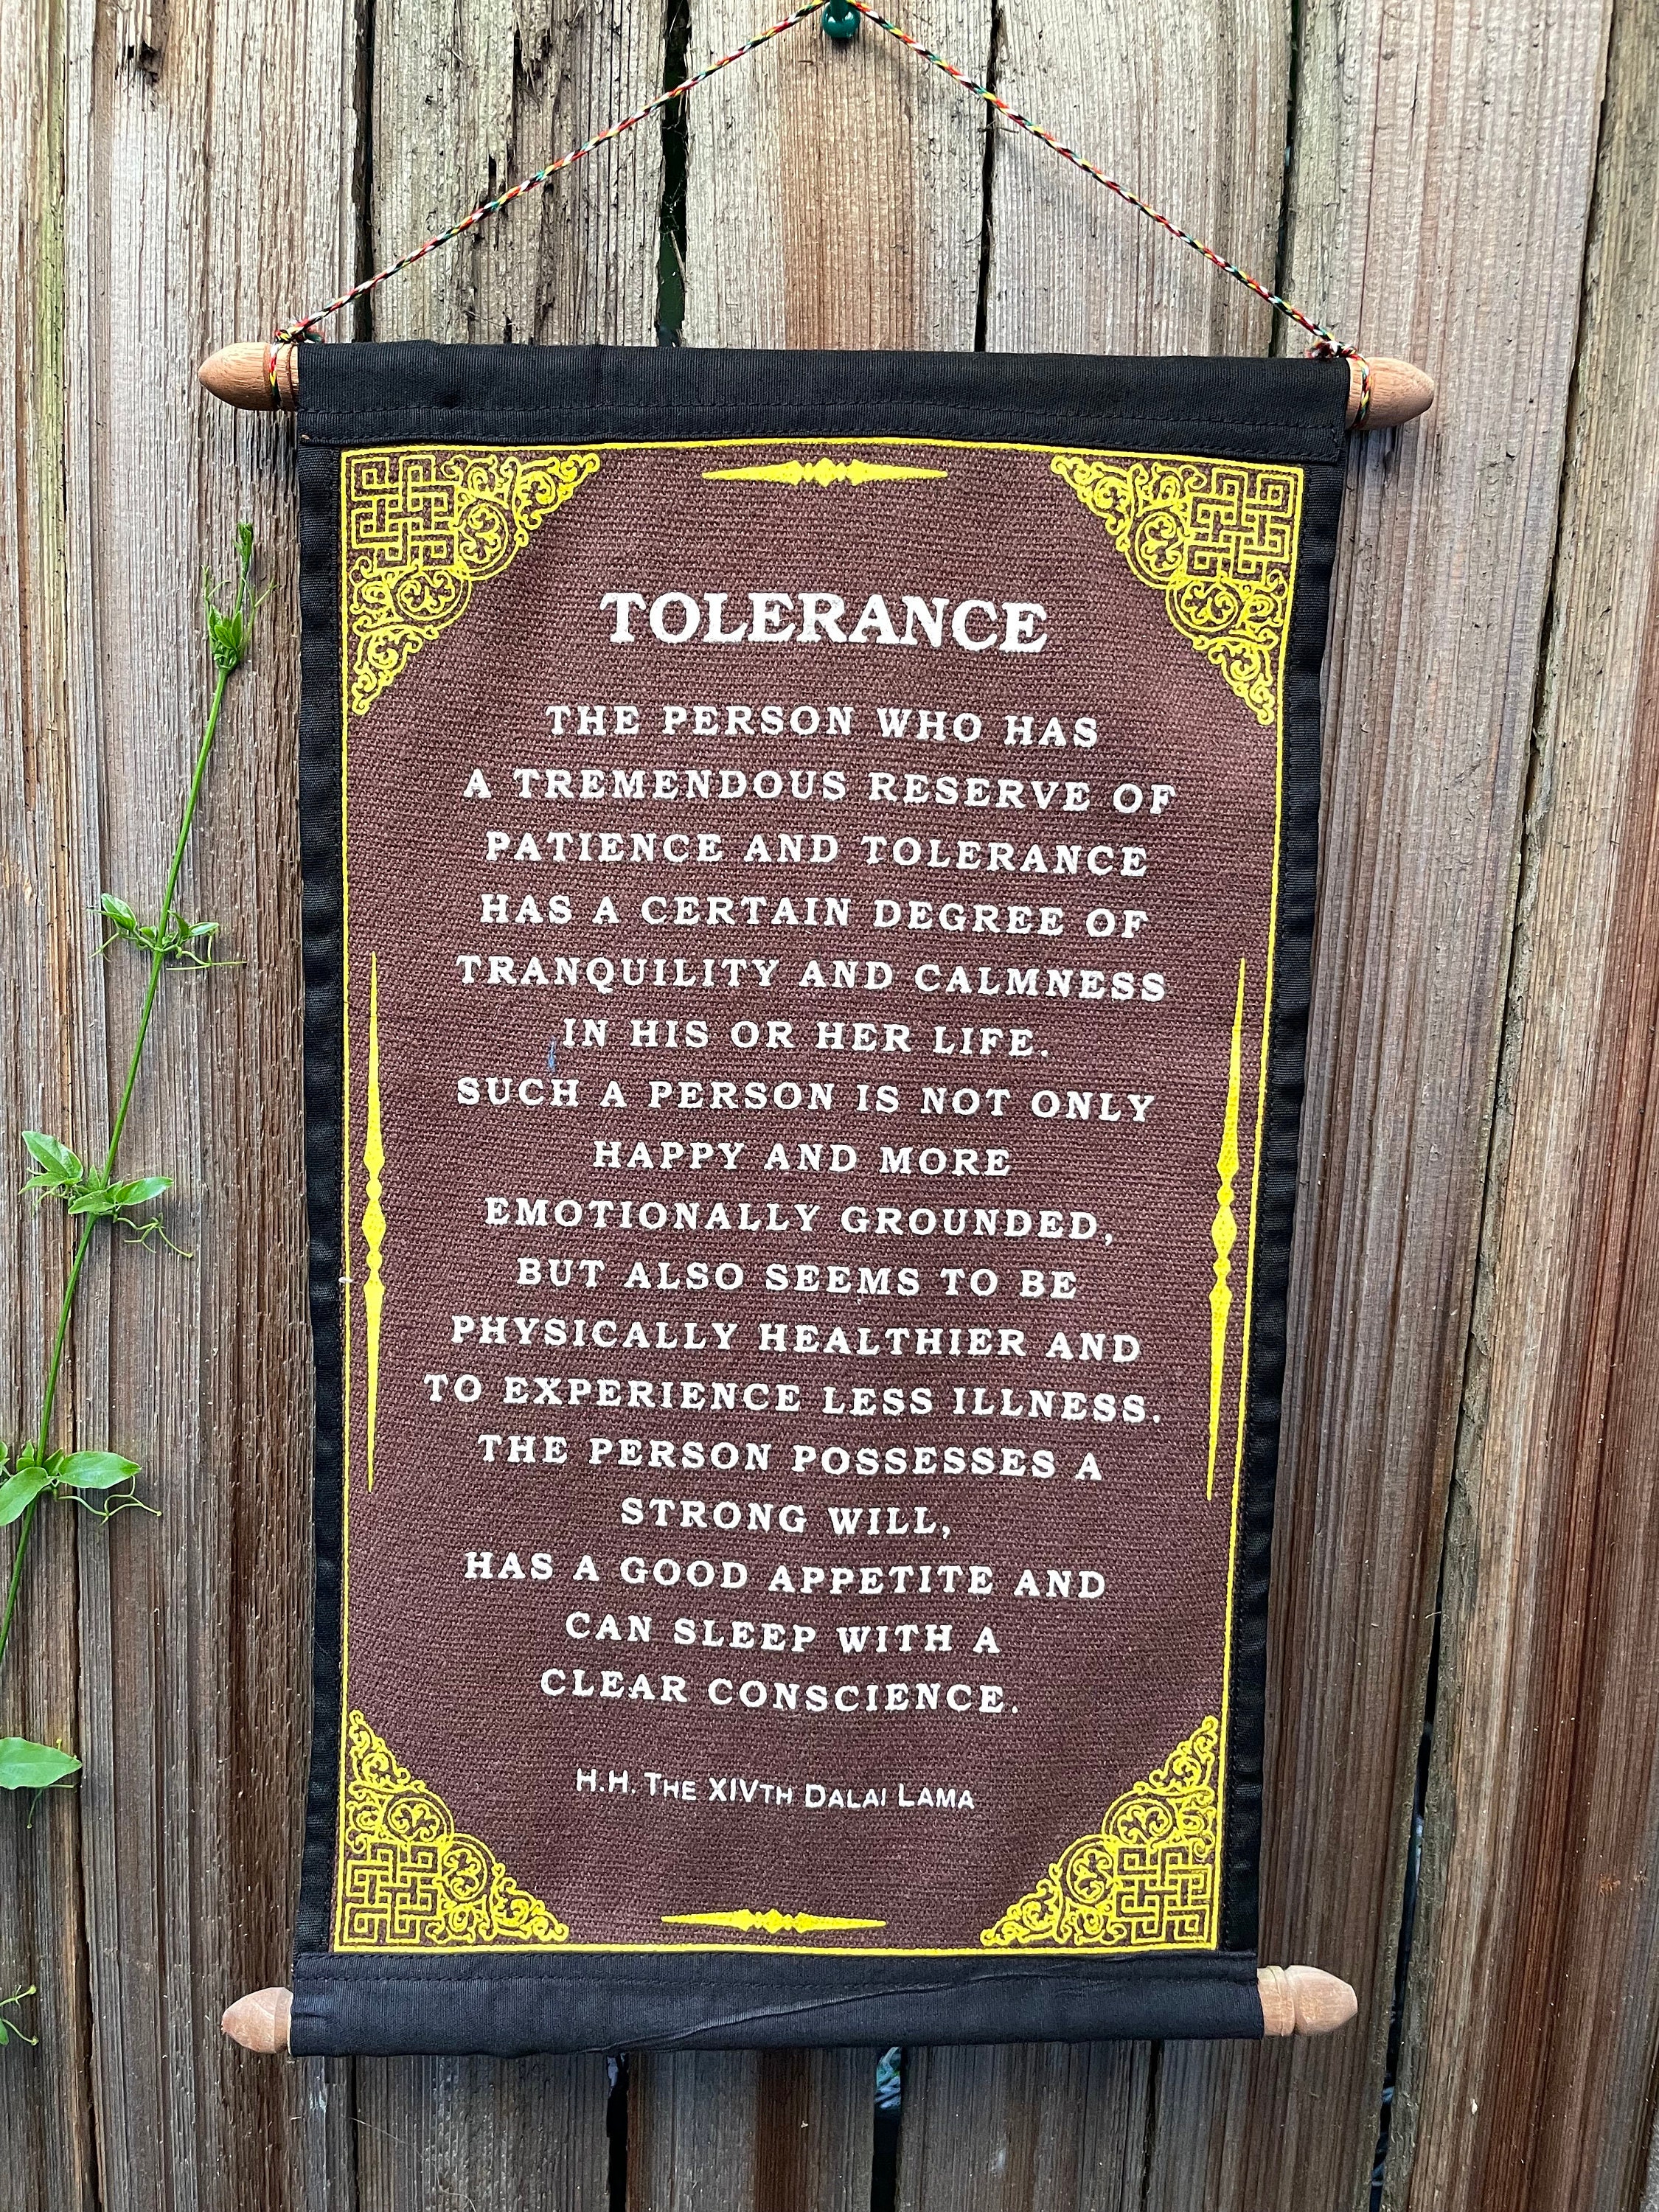 TOLERANCE
THE PERSON WHO HAS
A TREMENDOUS RESERVE OF
PATIENCE AND TOLERANCE
HAS A CERTAIN DEGREE OF
TRANQUILITY AND CALMNESS
IN HIS OR HER LIFE.
SUCH A PERSON IS NOT ONLY
HAPPY AND MORE
EMOTIONALLY GROUNDED,
BUT ALSO SEEMS TO BE
PHYSICALLY HEALTHIER AND
TO EXPERIENCE LESS ILLNESS.
THE PERSON POSSESSES A
STRONG WILL,
HAS A GOOD APPETITE AND
CAN SLEEP WITH A
CLEAR CONSCIENCE.
H.H. THE XIVTH DALAI LAMA